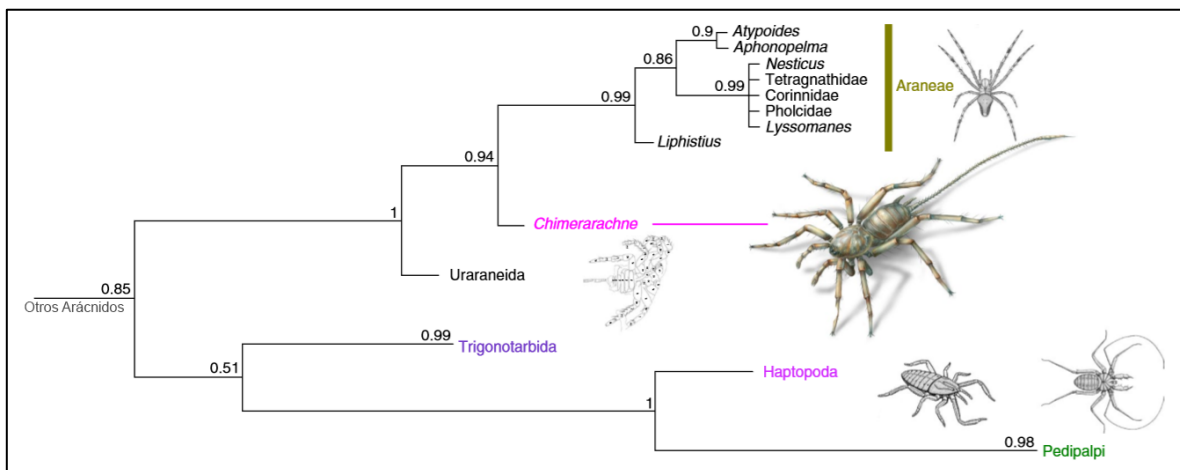 0.9
Atypoides
Aphonopelma
0.86
Nesticus
0.99
Tetragnathidae
Corinnidae
Pholcidae
Lyssomanes
Araneae
0.99
Liphistius
0.94
Chimerarachne
1
Uraraneida
0.85
Otros Arácnidos
0.99
Trigonotarbida
0.51
Haptopoda
1
0.98
Pedipalpi